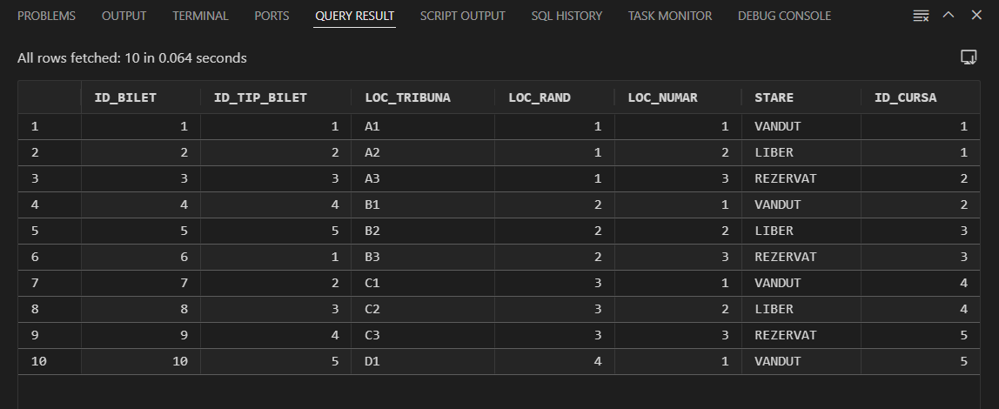 PROBLEMS OUTPUT TERMINAL PORTS QUERY RESULT SCRIPT OUTPUT SQL HISTORY TASK MONITOR DEBUG CONSOLE
All rows fetched: 10 in 0.064 seconds
ID_BILET ID_TIP_BILET LOC_TRIBUNA LOC_RAND LOC_NUMAR STARE ID_CURSA
1 1 1 A1 1 1 VANDUT 1
2 2 2 A2 1 2 LIBER 1
3 3 3 A3 1 3 REZERVAT 2
4 4 4 B1 2 1 VANDUT 2
5 5 5 B2 2 2 LIBER 3
6 6 1 B3 2 3 REZERVAT 3
7 7 2 C1 3 1 VANDUT 4
8 8 3 C2 3 2 LIBER 4
9 9 4 C3 3 3 REZERVAT 5
10 10 5 D1 4 1 VANDUT 5